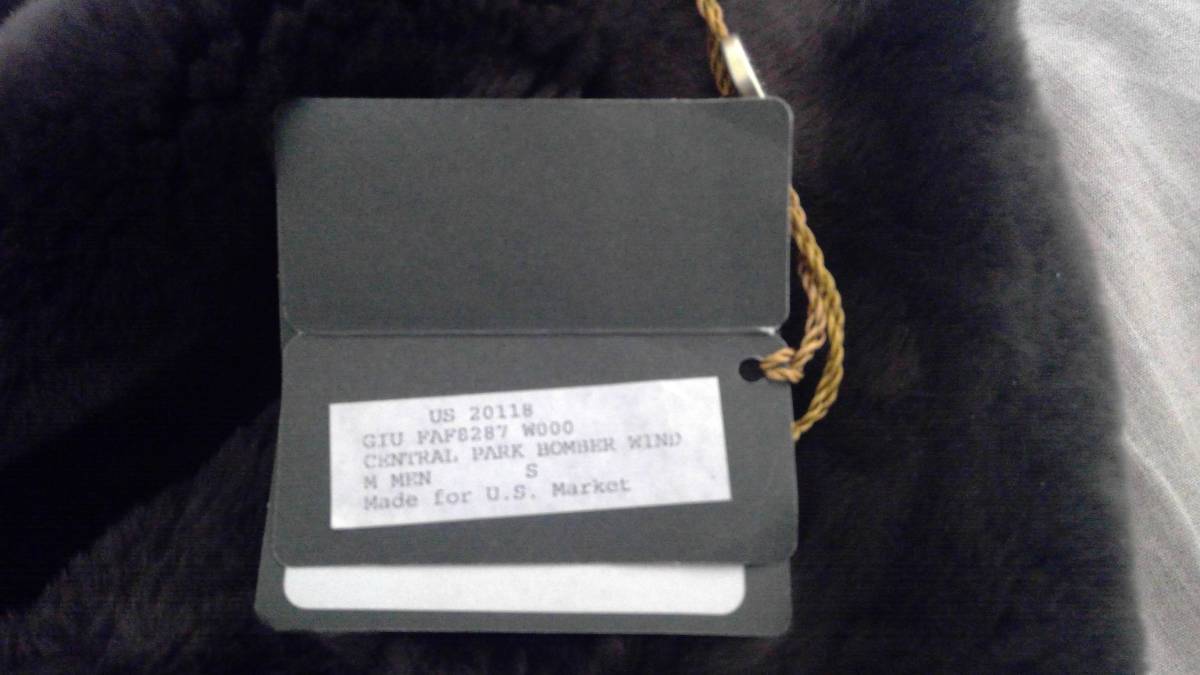 US 20118
GIU FAF8287 W000
CENTRAL PARK BOMBER WIND
M MEN S
Made for U.S. Market